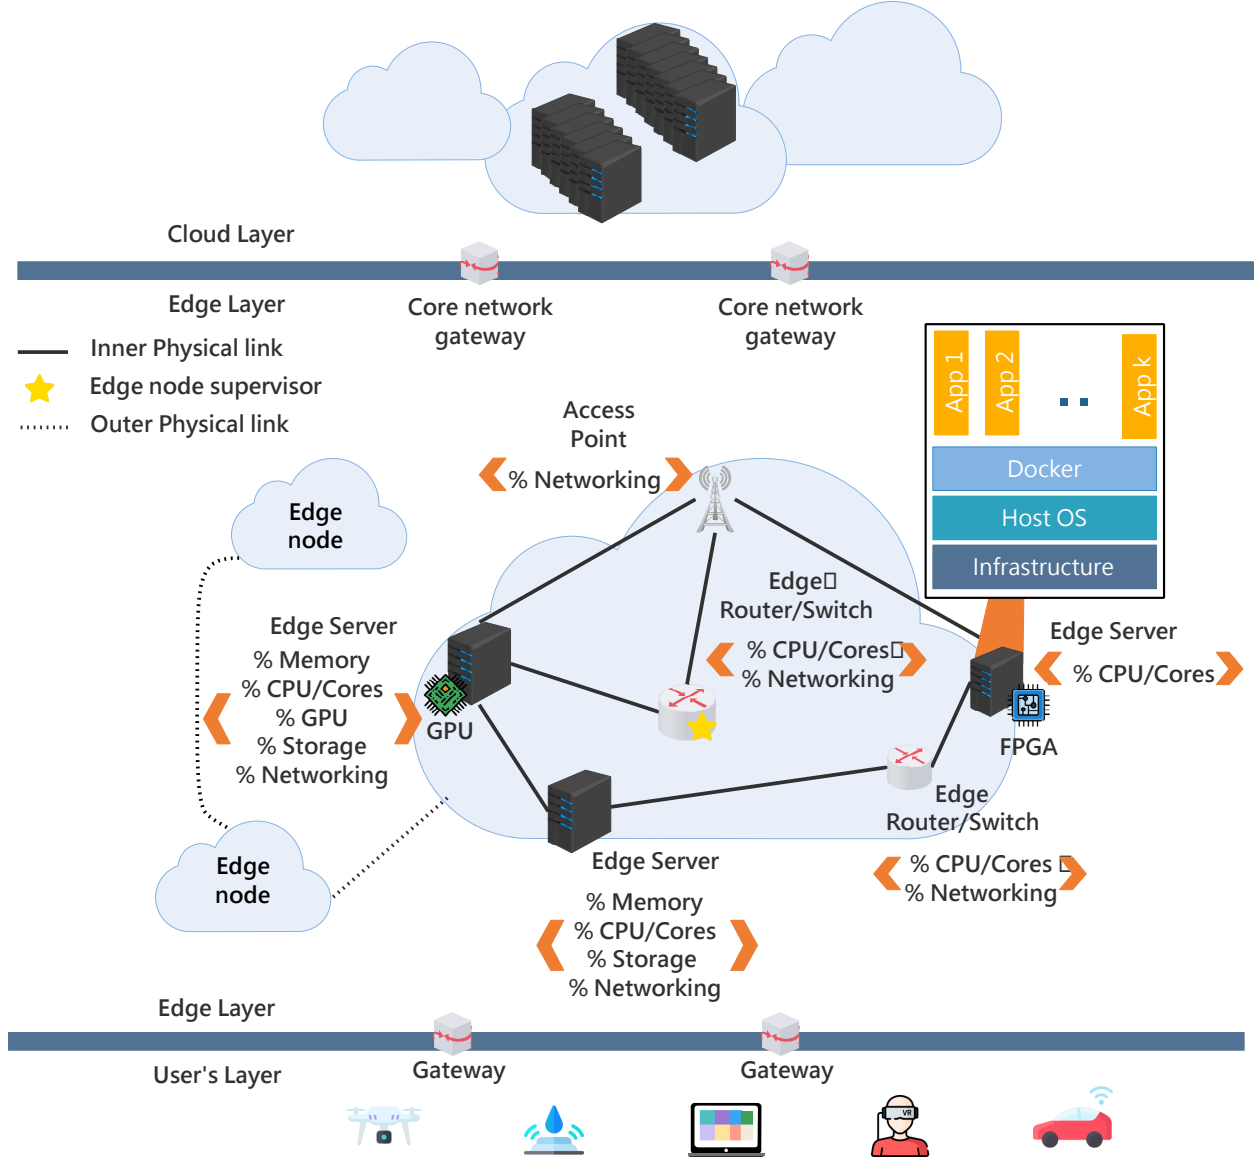 Cloud Layer
Edge Layer
Core network
gateway
Core network
gateway
Inner Physical link
Edge node supervisor
Outer Physical link
App 1
App 2
App k
Docker
Host OS
Infrastructure
Access
Point
% Networking
Edge
node
Edge
Router/Switch
% CPU/Cores
% Networking
Edge Server
% Memory
% CPU/Cores
% GPU
% Storage
% Networking
GPU
Edge Server
% CPU/Cores
FPGA
Edge
Router/Switch
% CPU/Cores
% Networking
Edge
node
Edge Server
% Memory
% CPU/Cores
% Storage
% Networking
Edge Layer
User's Layer
Gateway
Gateway
VR